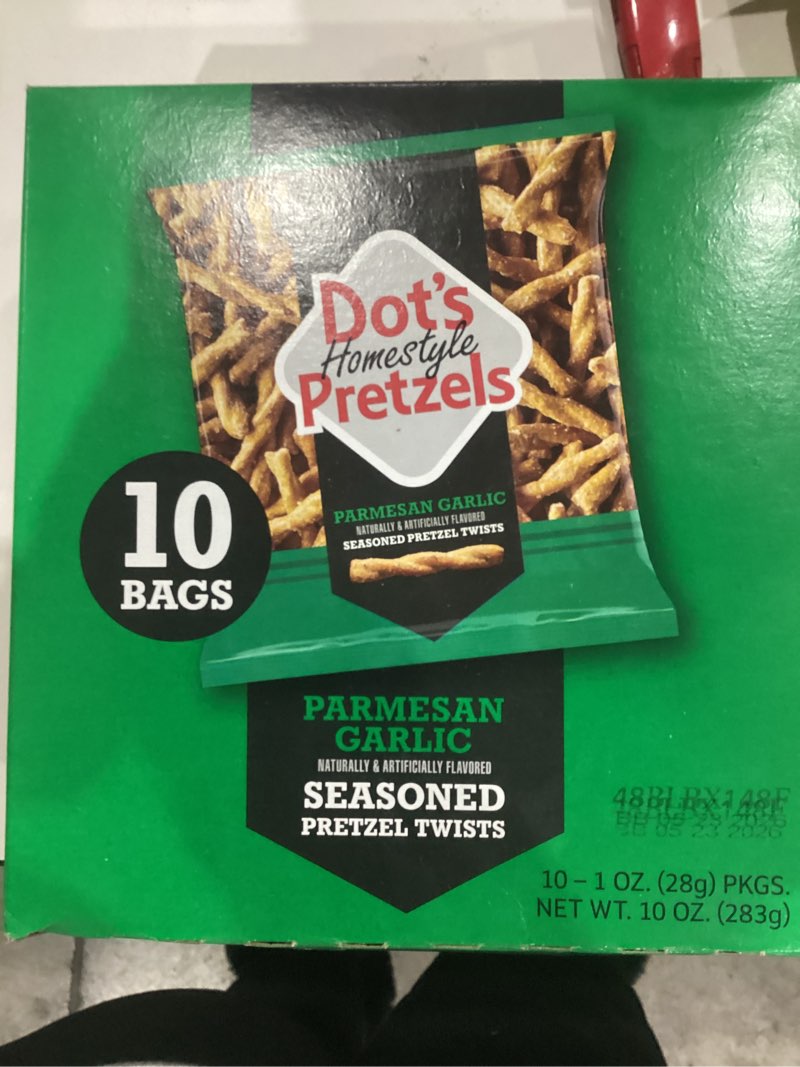 Dot's
Homestyle
Pretzels
PARMESAN GARLIC
NATURALLY & ARTIFICIALLY FLAVORED
SEASONED PRETZEL TWISTS
10
BAGS
PARMESAN
GARLIC
NATURALLY & ARTIFICIALLY FLAVORED
SEASONED
PRETZEL TWISTS
10 – 1 OZ. (28g) PKGS.
NET WT. 10 OZ. (283g)